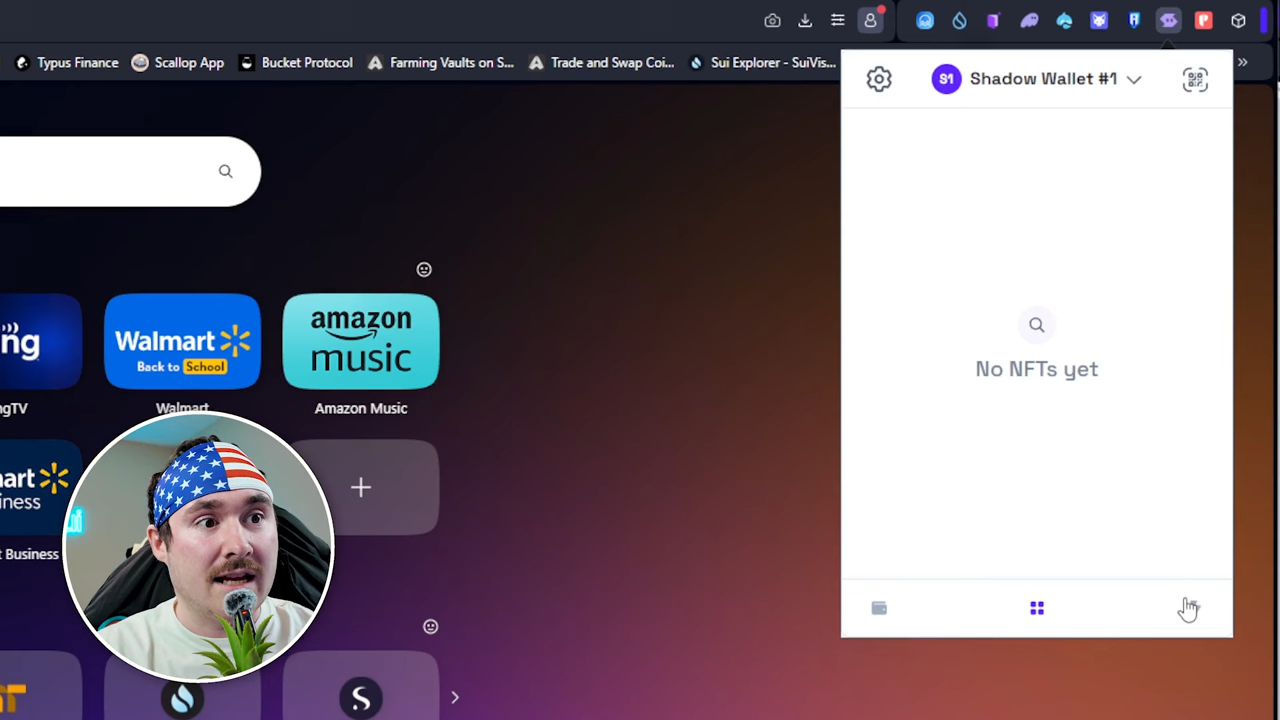 Typus Finance
Scallop App
Bucket Protocol
Farming Vaults on S...
Trade and Swap Coi...
Sui Explorer - SuiVis...
»
S1
Shadow Wallet #1
No NFTs yet
ng
Walmart
Back to School
amazon
music
ngTV
Walmart
Amazon Music
mart
iness
t Business